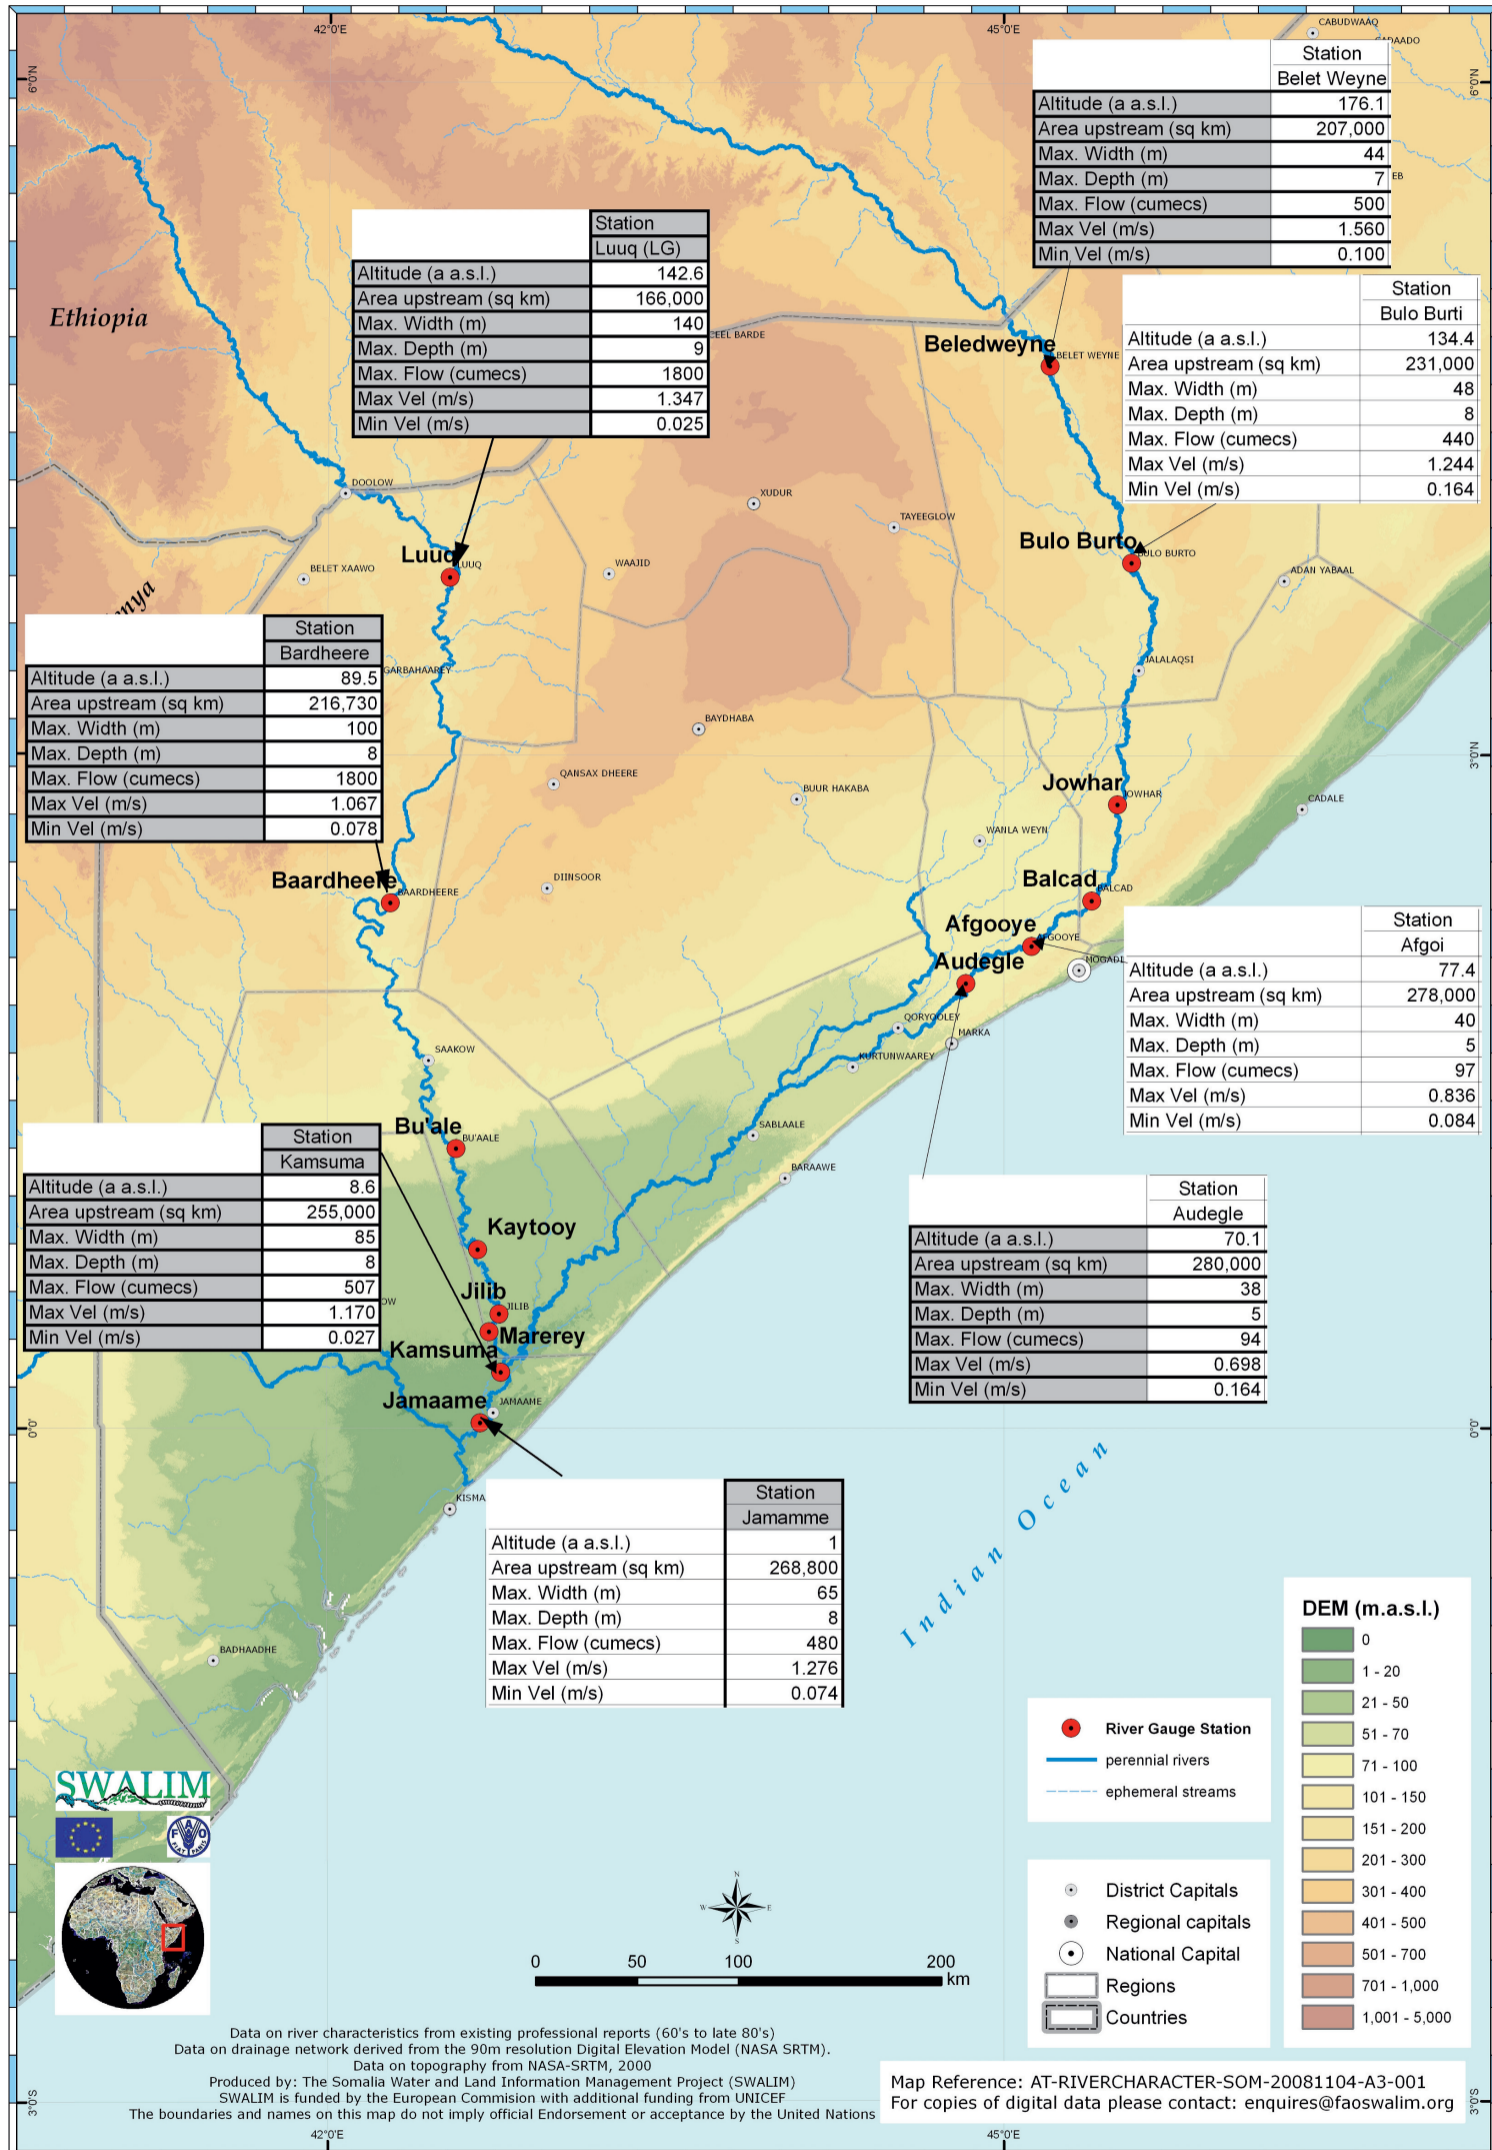 42°0'E
45°0'E
6°0'N
6°0'N
CABUDWAAQ
Station
Belet Weyne
Altitude (a a.s.l.) 176.1
Area upstream (sq km) 207,000
Max. Width (m) 44
Max. Depth (m) 7
Max. Flow (cumecs) 500
Max Vel (m/s) 1.560
Min Vel (m/s) 0.100
EB
Station
Luuq (LG)
Altitude (a a.s.l.) 142.6
Area upstream (sq km) 166,000
Max. Width (m) 140
Max. Depth (m) 9
Max. Flow (cumecs) 1800
Max Vel (m/s) 1.347
Min Vel (m/s) 0.025
Station
Bulo Burti
Altitude (a a.s.l.) 134.4
Area upstream (sq km) 231,000
Max. Width (m) 48
Max. Depth (m) 8
Max. Flow (cumecs) 440
Max Vel (m/s) 1.244
Min Vel (m/s) 0.164
Ethiopia
EEL BARDE
Beledweyne
BELET WEYNE
DOOLOW
XUDUR
TAYEEGLOW
Bulo Burto
BULO BURTO
Luuq
LUUQ
BELET XAAWO
WAAJID
ADAN YABAAL
nya
Station
Bardheere
Altitude (a a.s.l.) 89.5
Area upstream (sq km) 216,730
Max. Width (m) 100
Max. Depth (m) 8
Max. Flow (cumecs) 1800
Max Vel (m/s) 1.067
Min Vel (m/s) 0.078
GARBAHAAREY
JALALAQSI
BAYDHABA
3°0'N
3°0'N
QANSAX DHEERE
BUUR HAKABA
Jowhar
JOWHAR
CADALE
WANLA WEYN
Baardheere
BAARDHEERE
DIINSOOR
Balcad
BALCAD
Afgooye
AFGOOYE
Audegle
MOGADI
Station
Afgoi
Altitude (a a.s.l.) 77.4
Area upstream (sq km) 278,000
Max. Width (m) 40
Max. Depth (m) 5
Max. Flow (cumecs) 97
Max Vel (m/s) 0.836
Min Vel (m/s) 0.084
QORYOOLEY
MARKA
SAAKOW
KURTUNWAAREY
Bu'ale
BU'AALE
SABLAALE
BARAAWE
Station
Kamsuma
Altitude (a a.s.l.) 8.6
Area upstream (sq km) 255,000
Max. Width (m) 85
Max. Depth (m) 8
Max. Flow (cumecs) 507
Max Vel (m/s) 1.170
Min Vel (m/s) 0.027
OW
Station
Audegle
Altitude (a a.s.l.) 70.1
Area upstream (sq km) 280,000
Max. Width (m) 38
Max. Depth (m) 5
Max. Flow (cumecs) 94
Max Vel (m/s) 0.698
Min Vel (m/s) 0.164
Kaytooy
Jilib
JILIB
Marerey
Kamsuma
Jamaame
JAMAAME
0°0'
0°0'
KISMA
Indian Ocean
Station
Jamamme
Altitude (a a.s.l.) 1
Area upstream (sq km) 268,800
Max. Width (m) 65
Max. Depth (m) 8
Max. Flow (cumecs) 480
Max Vel (m/s) 1.276
Min Vel (m/s) 0.074
BADHAADHE
DEM (m.a.s.l.)
0
1 - 20
21 - 50
51 - 70
71 - 100
101 - 150
151 - 200
201 - 300
301 - 400
401 - 500
501 - 700
701 - 1,000
1,001 - 5,000
River Gauge Station
perennial rivers
ephemeral streams
District Capitals
Regional capitals
National Capital
Regions
Countries
SWALIM
FAO
FIAT PANIS
N
W E
S
0 50 100 200
km
Data on river characteristics from existing professional reports (60's to late 80's)
Data on drainage network derived from the 90m resolution Digital Elevation Model (NASA SRTM).
Data on topography from NASA-SRTM, 2000
Produced by: The Somalia Water and Land Information Management Project (SWALIM)
SWALIM is funded by the European Commision with additional funding from UNICEF
The boundaries and names on this map do not imply official Endorsement or acceptance by the United Nations
Map Reference: AT-RIVERCHARACTER-SOM-20081104-A3-001
For copies of digital data please contact: enquires@faoswalim.org
3°0'S
3°0'S
42°0'E
45°0'E